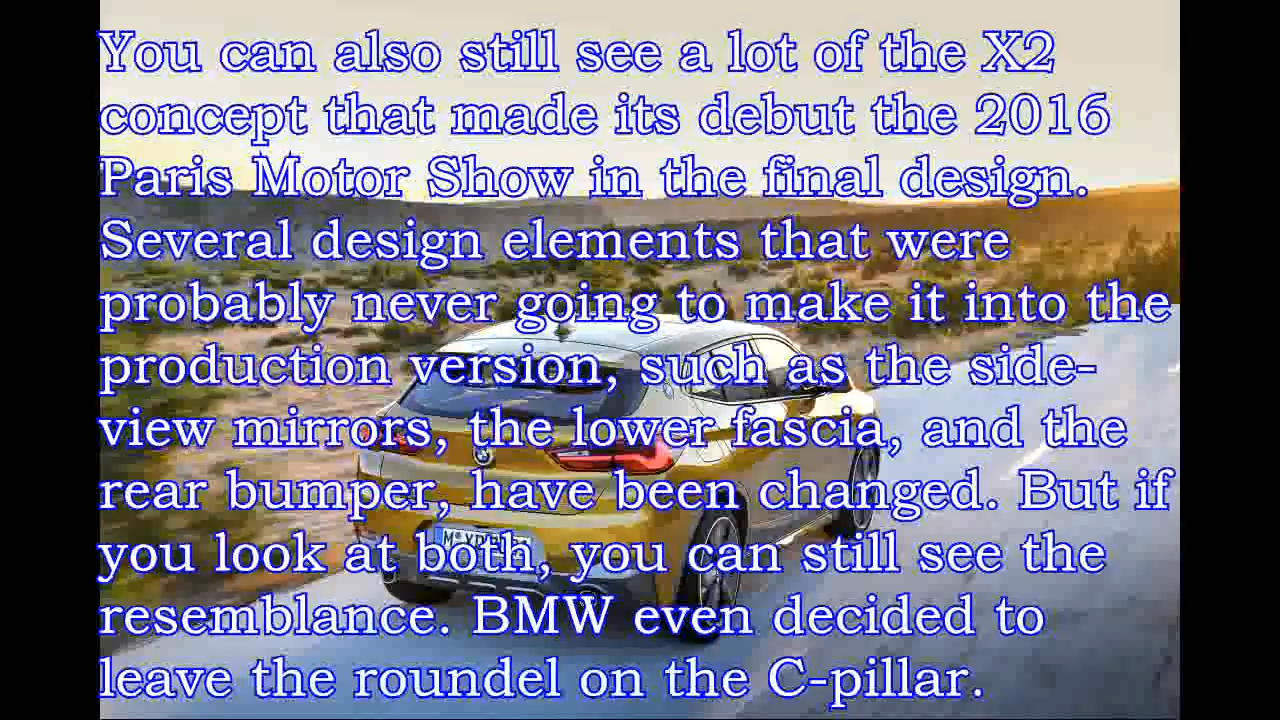 You can also still see a lot of the X2
concept that made its debut the 2016
Paris Motor Show in the final design.
Several design elements that were
probably never going to make it into the
production version, such as the side-
view mirrors, the lower fascia, and the
rear bumper, have been changed. But if
you look at both, you can still see the
resemblance. BMW even decided to
leave the roundel on the C-pillar.